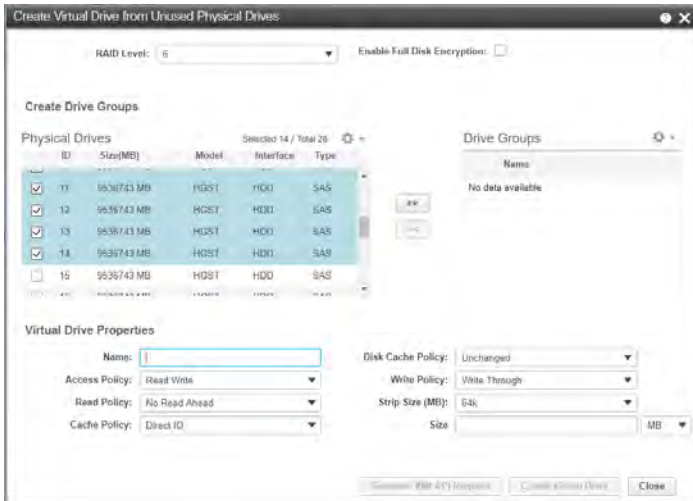 Create Virtual Drive from Unused Physical Drives
RAID Level: 6
Enable Full Disk Encryption:
Create Drive Groups
Physical Drives
Selected 14 / Total 28
ID Size(MB) Model Interface Type
11 9536743 MB HGST HDD SAS
12 9536743 MB HGST HDD SAS
13 9536743 MB HGST HDD SAS
14 9536743 MB HGST HDD SAS
15 9536743 MB HGST HDD SAS
>>
<<
Drive Groups
Name
No data available
Virtual Drive Properties
Name:
Access Policy: Read Write
Read Policy: No Read Ahead
Cache Policy: Direct IO
Disk Cache Policy: Unchanged
Write Policy: Write Through
Strip Size (MB): 64k
Size MB
Generate XML API Request
Create Virtual Drive
Close